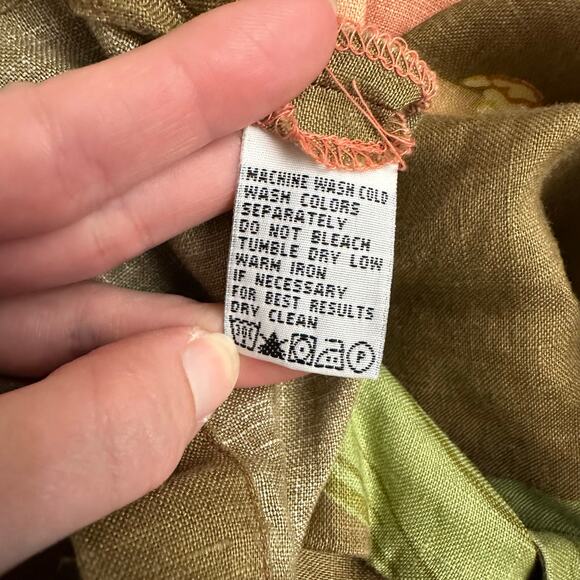 MACHINE WASH COLD
WASH COLORS
SEPARATELY
DO NOT BLEACH
TUMBLE DRY LOW
WARM IRON
IF NECESSARY
FOR BEST RESULTS
DRY CLEAN
30C P